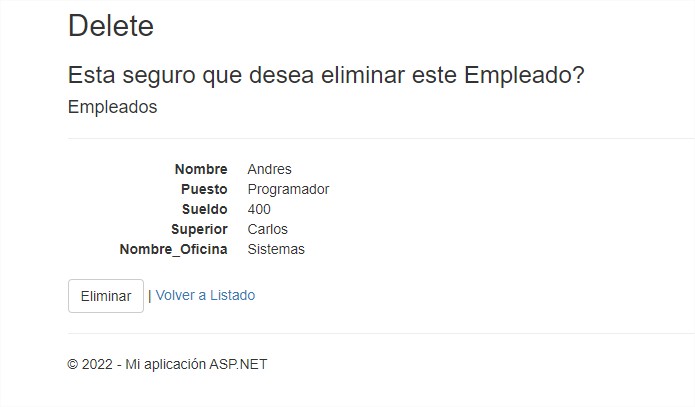 Delete
Esta seguro que desea eliminar este Empleado?
Empleados
Nombre Andres
Puesto Programador
Sueldo 400
Superior Carlos
Nombre_Oficina Sistemas
Eliminar | Volver a Listado
© 2022 - Mi aplicación ASP.NET